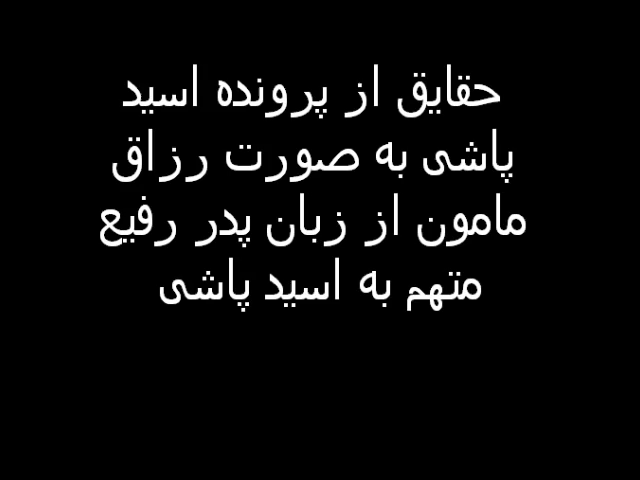 حقایق از پرونده اسید
پاشی به صورت رزاق
مامون از زبان پدر رفیع
متهم به اسید پاشی